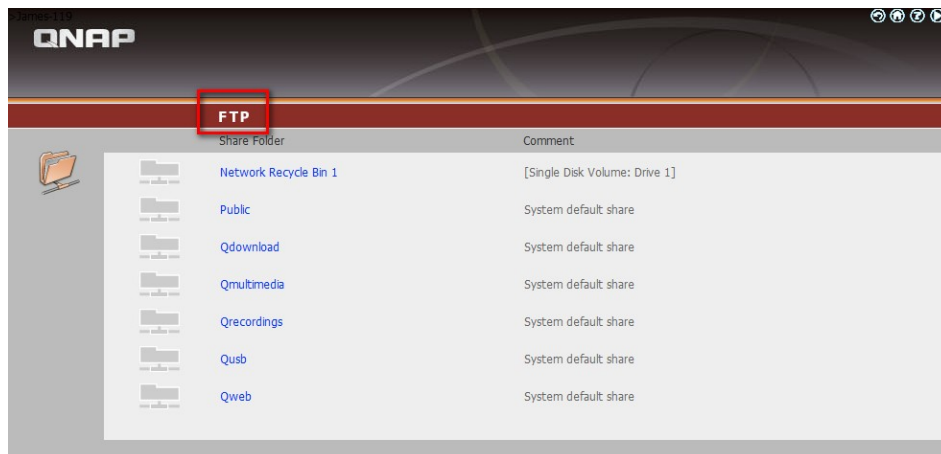 >James-119
QNAP
FTP
Share Folder Comment
Network Recycle Bin 1 [Single Disk Volume: Drive 1]
Public System default share
Qdownload System default share
Qmultimedia System default share
Qrecordings System default share
Qusb System default share
Qweb System default share